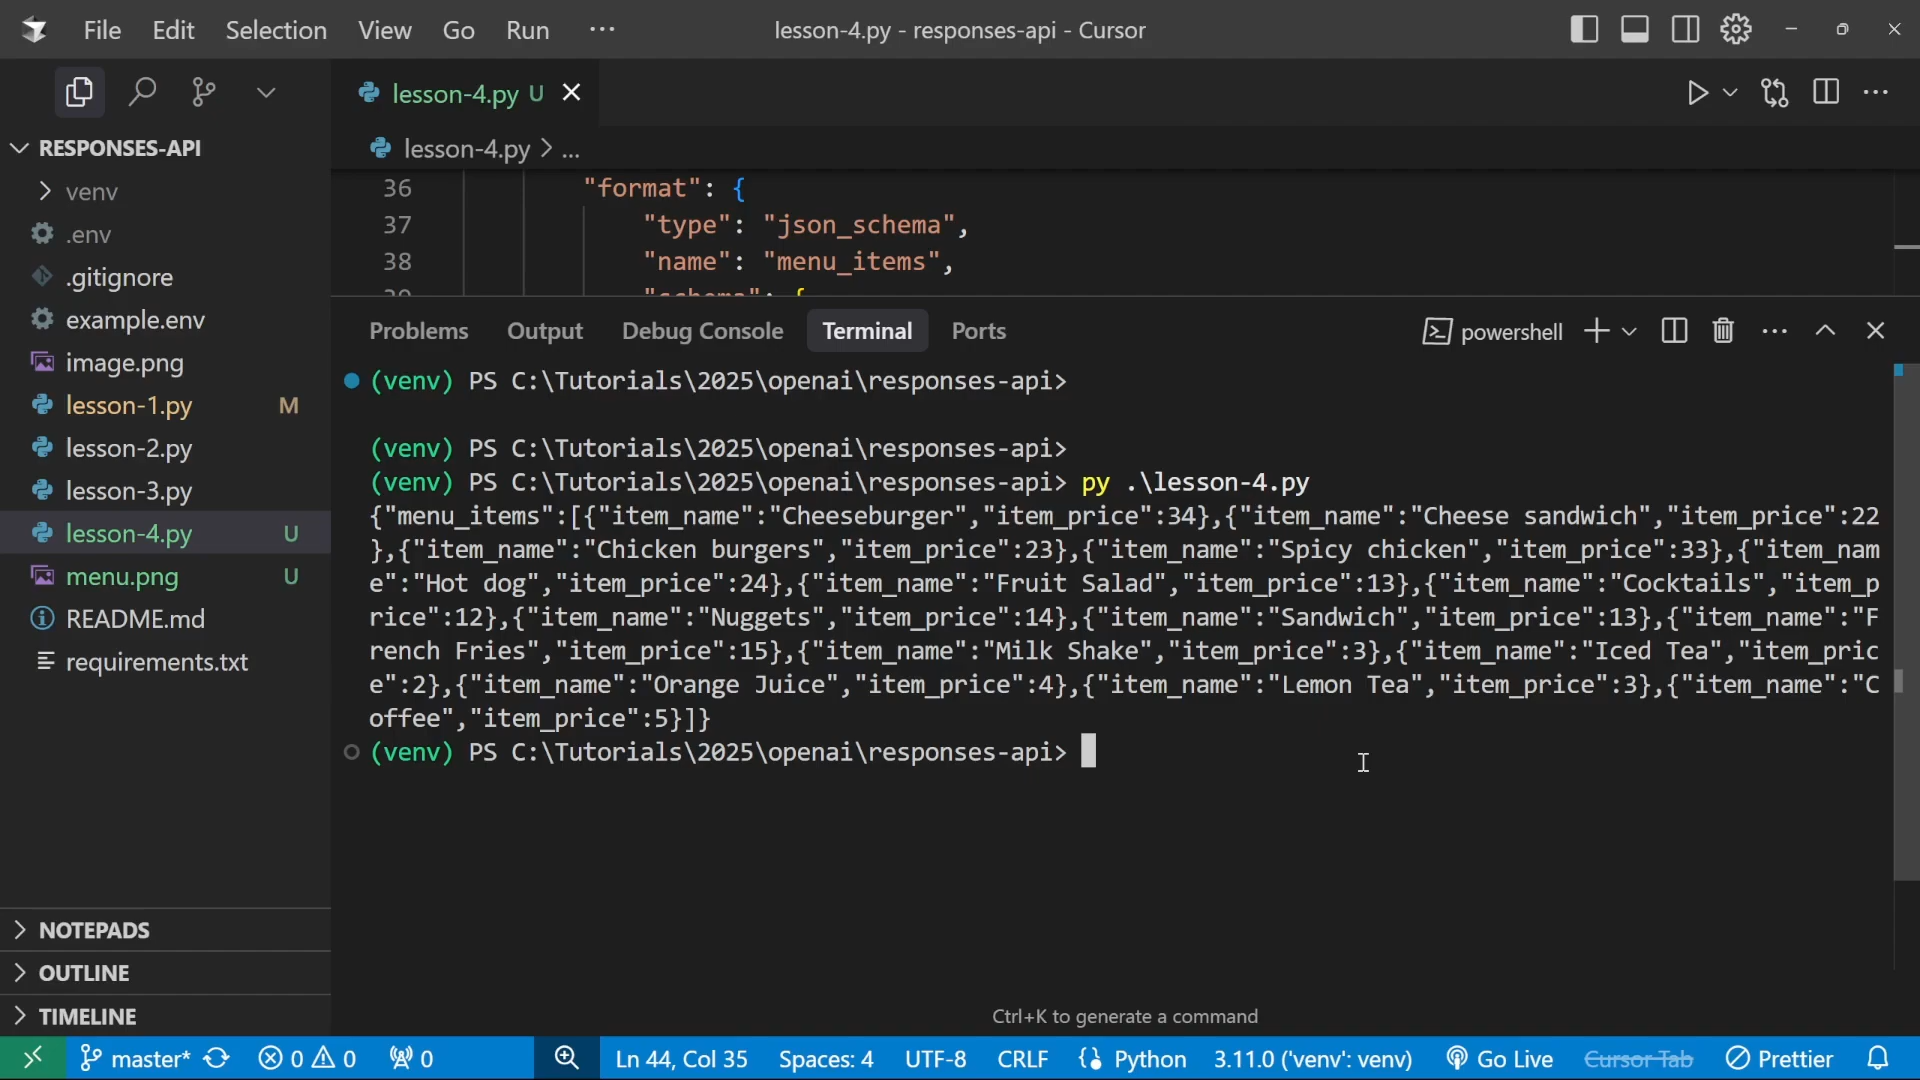 File Edit Selection View Go Run ··· lesson-4.py - responses-api - Cursor
lesson-4.py U
RESPONSES-API
lesson-4.py > ...
venv
.env
.gitignore
example.env
image.png
lesson-1.py M
lesson-2.py
lesson-3.py
lesson-4.py U
menu.png U
README.md
requirements.txt
NOTEPADS
OUTLINE
TIMELINE
36 "format": {
37 "type": "json_schema",
38 "name": "menu_items",
39 "schema": {
Problems Output Debug Console Terminal Ports powershell
(venv) PS C:\Tutorials\2025\openai\responses-api>
(venv) PS C:\Tutorials\2025\openai\responses-api>
(venv) PS C:\Tutorials\2025\openai\responses-api> py .\lesson-4.py
{"menu_items":[{"item_name":"Cheeseburger","item_price":34},{"item_name":"Cheese sandwich","item_price":22
},{"item_name":"Chicken burgers","item_price":23},{"item_name":"Spicy chicken","item_price":33},{"item_nam
e":"Hot dog","item_price":24},{"item_name":"Fruit Salad","item_price":13},{"item_name":"Cocktails","item_p
rice":12},{"item_name":"Nuggets","item_price":14},{"item_name":"Sandwich","item_price":13},{"item_name":"F
rench Fries","item_price":15},{"item_name":"Milk Shake","item_price":3},{"item_name":"Iced Tea","item_pric
e":2},{"item_name":"Orange Juice","item_price":4},{"item_name":"Lemon Tea","item_price":3},{"item_name":"C
offee","item_price":5}]}
(venv) PS C:\Tutorials\2025\openai\responses-api>
Ctrl+K to generate a command
master* 0 0 0 Ln 44, Col 35 Spaces: 4 UTF-8 CRLF Python 3.11.0 ('venv': venv) Go Live Cursor Tab Prettier